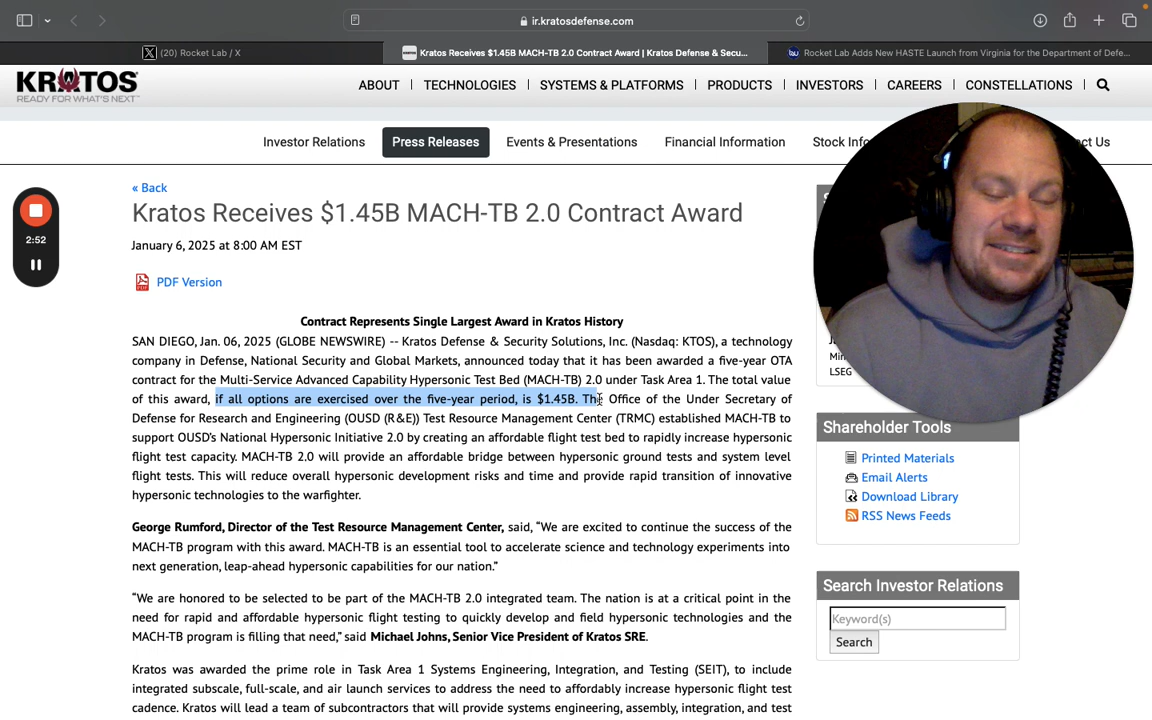 ir.kratosdefense.com
(20) Rocket Lab / X
Kratos Receives $1.45B MACH-TB 2.0 Contract Award | Kratos Defense & Secu...
Rocket Lab Adds New HASTE Launch from Virginia for the Department of Defe...
KRATOS
READY FOR WHAT'S NEXT™
ABOUT | TECHNOLOGIES | SYSTEMS & PLATFORMS | PRODUCTS | INVESTORS | CAREERS | CONSTELLATIONS
Investor Relations Press Releases Events & Presentations Financial Information Stock Info ct Us
« Back
Kratos Receives $1.45B MACH-TB 2.0 Contract Award
January 6, 2025 at 8:00 AM EST
2:52
PDF Version
Contract Represents Single Largest Award in Kratos History
SAN DIEGO, Jan. 06, 2025 (GLOBE NEWSWIRE) -- Kratos Defense & Security Solutions, Inc. (Nasdaq: KTOS), a technology
company in Defense, National Security and Global Markets, announced today that it has been awarded a five-year OTA
contract for the Multi-Service Advanced Capability Hypersonic Test Bed (MACH-TB) 2.0 under Task Area 1. The total value
of this award, if all options are exercised over the five-year period, is $1.45B. The Office of the Under Secretary of
Defense for Research and Engineering (OUSD (R&E)) Test Resource Management Center (TRMC) established MACH-TB to
support OUSD's National Hypersonic Initiative 2.0 by creating an affordable flight test bed to rapidly increase hypersonic
flight test capacity. MACH-TB 2.0 will provide an affordable bridge between hypersonic ground tests and system level
flight tests. This will reduce overall hypersonic development risks and time and provide rapid transition of innovative
hypersonic technologies to the warfighter.
George Rumford, Director of the Test Resource Management Center, said, “We are excited to continue the success of the
MACH-TB program with this award. MACH-TB is an essential tool to accelerate science and technology experiments into
next generation, leap-ahead hypersonic capabilities for our nation.”
“We are honored to be selected to be part of the MACH-TB 2.0 integrated team. The nation is at a critical point in the
need for rapid and affordable hypersonic flight testing to quickly develop and field hypersonic technologies and the
MACH-TB program is filling that need,” said Michael Johns, Senior Vice President of Kratos SRE.
Kratos was awarded the prime role in Task Area 1 Systems Engineering, Integration, and Testing (SEIT), to include
integrated subscale, full-scale, and air launch services to address the need to affordably increase hypersonic flight test
cadence. Kratos will lead a team of subcontractors that will provide systems engineering, assembly, integration, and test
Min
LSEG
Shareholder Tools
Printed Materials
Email Alerts
Download Library
RSS News Feeds
Search Investor Relations
Keyword(s)
Search